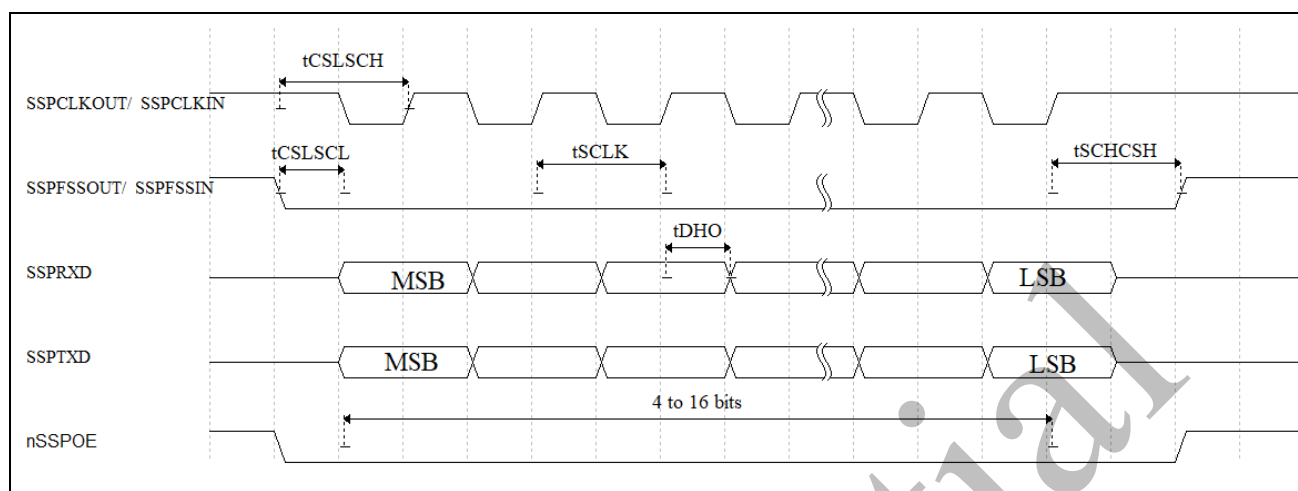 tCSLSCH
SSPCLKOUT/ SSPCLKIN
tCSLSCL
tSCLK
tSCHCSH
SSPFSSOUT/ SSPFSSIN
tDHO
SSPRXD
MSB
LSB
SSPTXD
MSB
LSB
4 to 16 bits
nSSPOE
tial